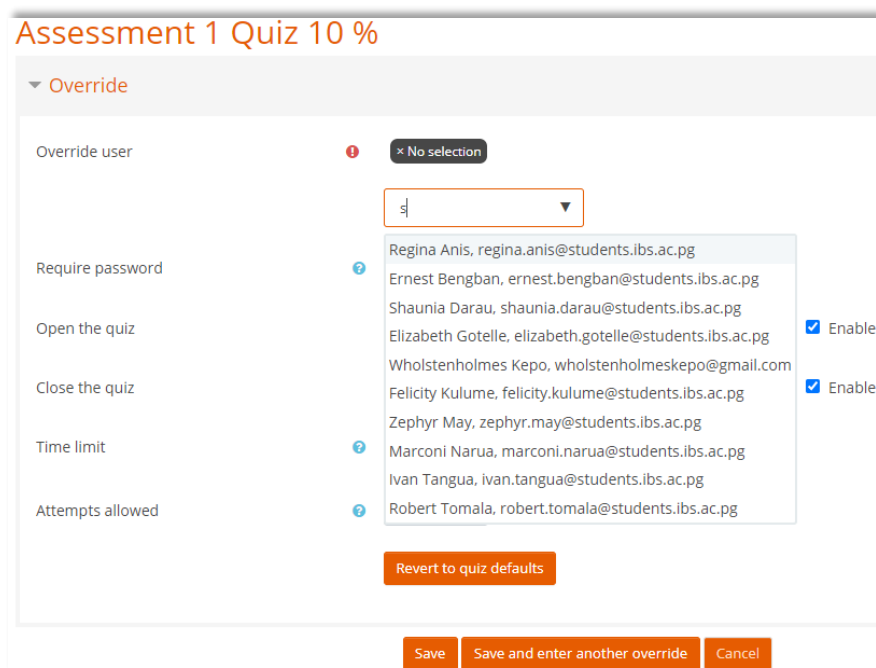 Assessment 1 Quiz 10 %
Override
Override user
× No selection
s
Regina Anis, regina.anis@students.ibs.ac.pg
Require password
Ernest Bengban, ernest.bengban@students.ibs.ac.pg
Shaunia Darau, shaunia.darau@students.ibs.ac.pg
Open the quiz
Enable
Elizabeth Gotelle, elizabeth.gotelle@students.ibs.ac.pg
Wholstenholmes Kepo, wholstenholmeskepo@gmail.com
Close the quiz
Enable
Felicity Kulume, felicity.kulume@students.ibs.ac.pg
Zephyr May, zephyr.may@students.ibs.ac.pg
Time limit
Marconi Narua, marconi.narua@students.ibs.ac.pg
Ivan Tangua, ivan.tangua@students.ibs.ac.pg
Attempts allowed
Robert Tomala, robert.tomala@students.ibs.ac.pg
Revert to quiz defaults
Save
Save and enter another override
Cancel